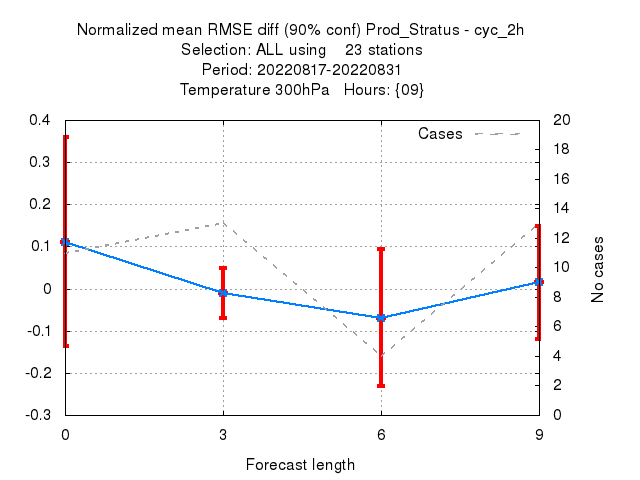 Normalized mean RMSE diff (90% conf) Prod_Stratus - cyc_2h
Selection: ALL using    23 stations
Period: 20220817-20220831
Temperature 300hPa   Hours: {09}
Cases
0.4
0.3
0.2
0.1
0
-0.1
-0.2
-0.3
20
18
16
14
12
10
8
6
4
2
0
No cases
0 3 6 9
Forecast length